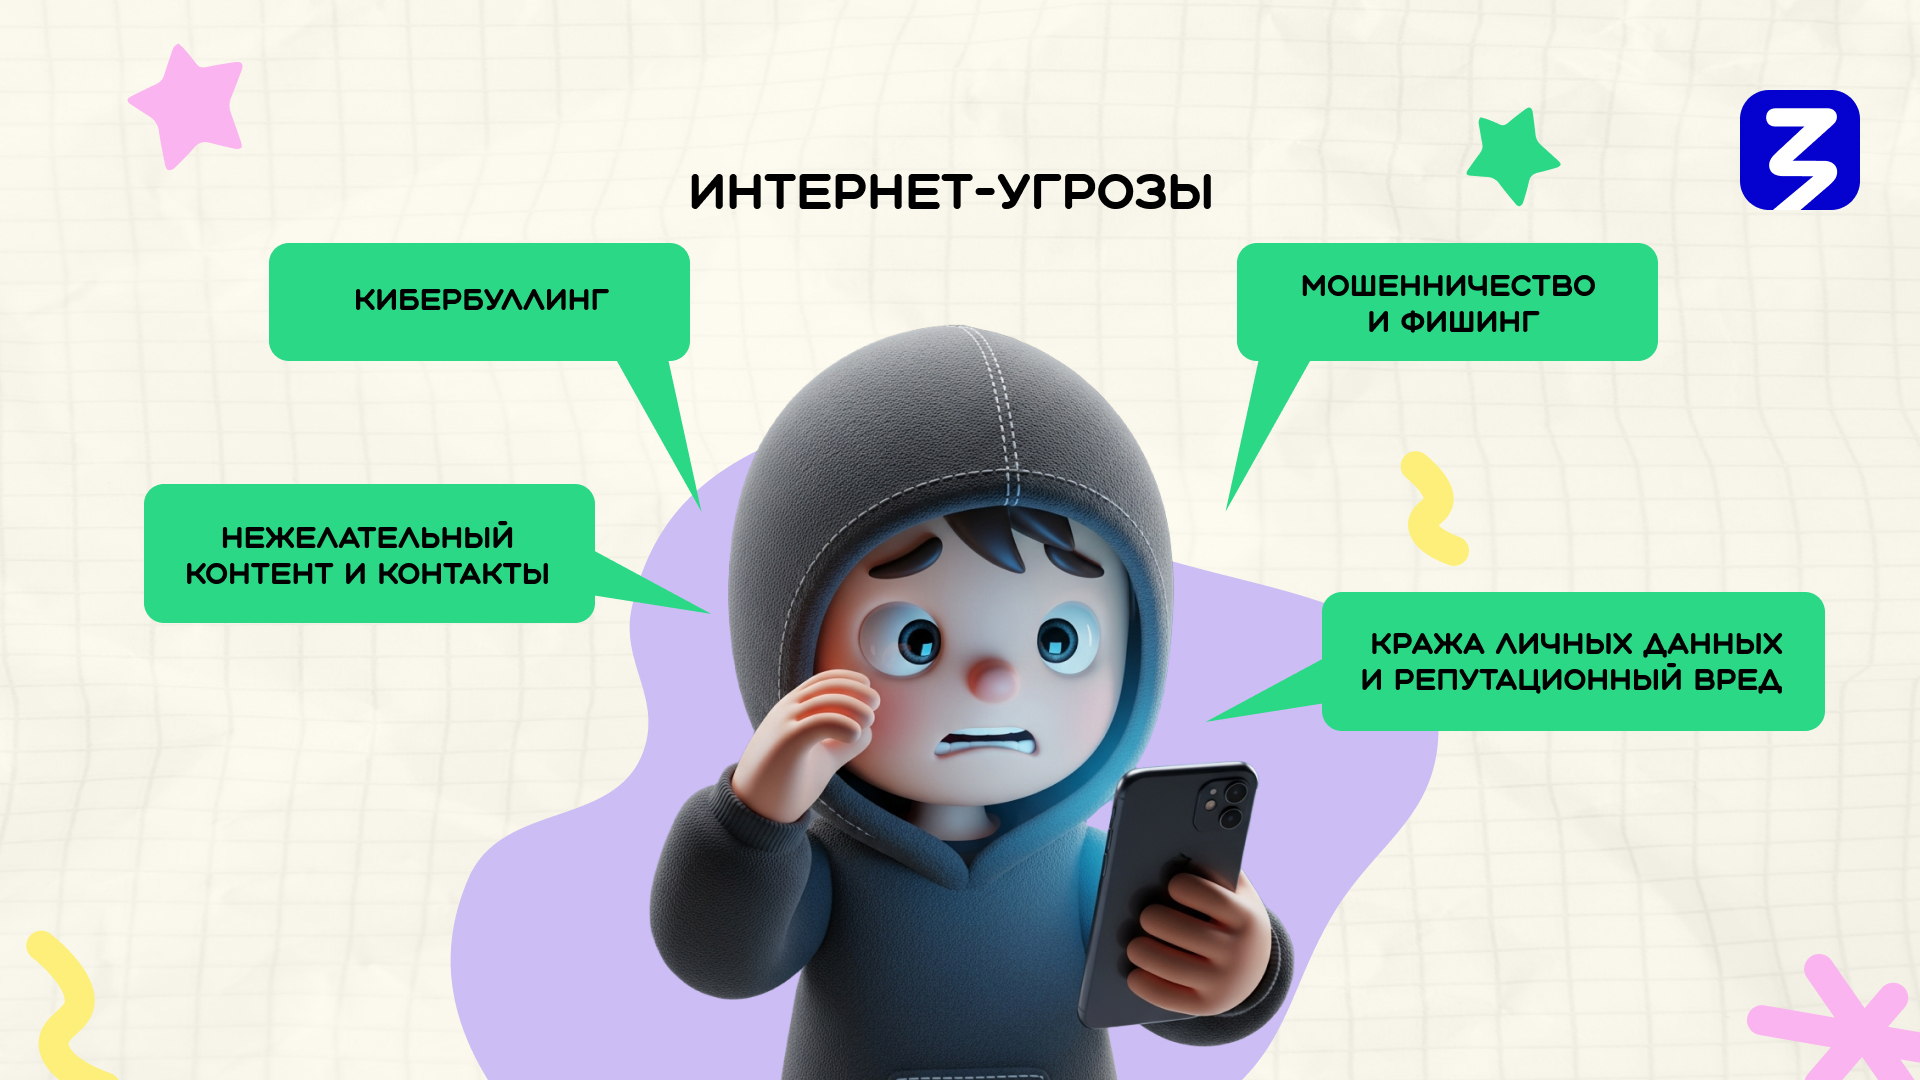 ИНТЕРНЕТ-УГРОЗЫ
КИБЕРБУЛЛИНГ
МОШЕННИЧЕСТВО
И ФИШИНГ
НЕЖЕЛАТЕЛЬНЫЙ
КОНТЕНТ И КОНТАКТЫ
КРАЖА ЛИЧНЫХ ДАННЫХ
И РЕПУТАЦИОННЫЙ ВРЕД